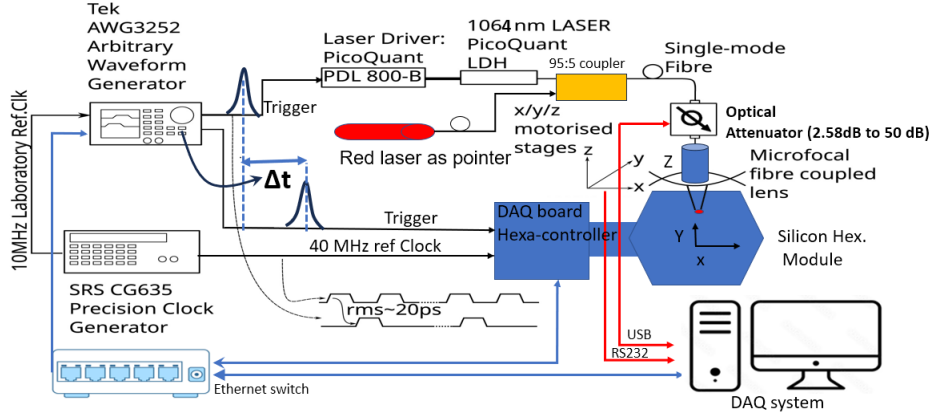 Tek
AWG3252
Arbitrary
Waveform
Generator
10MHz Laboratory Ref.Clk
Trigger
Laser Driver:
PicoQuant
PDL 800-B
1064 nm LASER
PicoQuant
LDH
95:5 coupler
Single-mode
Fibre
Optical
Attenuator (2.58dB to 50 dB)
Red laser as pointer
x/y/z
motorised
stages
z
y
x
Z
Microfocal
fibre coupled
lens
Δt
Trigger
40 MHz ref Clock
DAQ board
Hexa-controller
Y
x
Silicon Hex.
Module
SRS CG635
Precision Clock
Generator
rms~20ps
USB
RS232
Ethernet switch
DAQ system